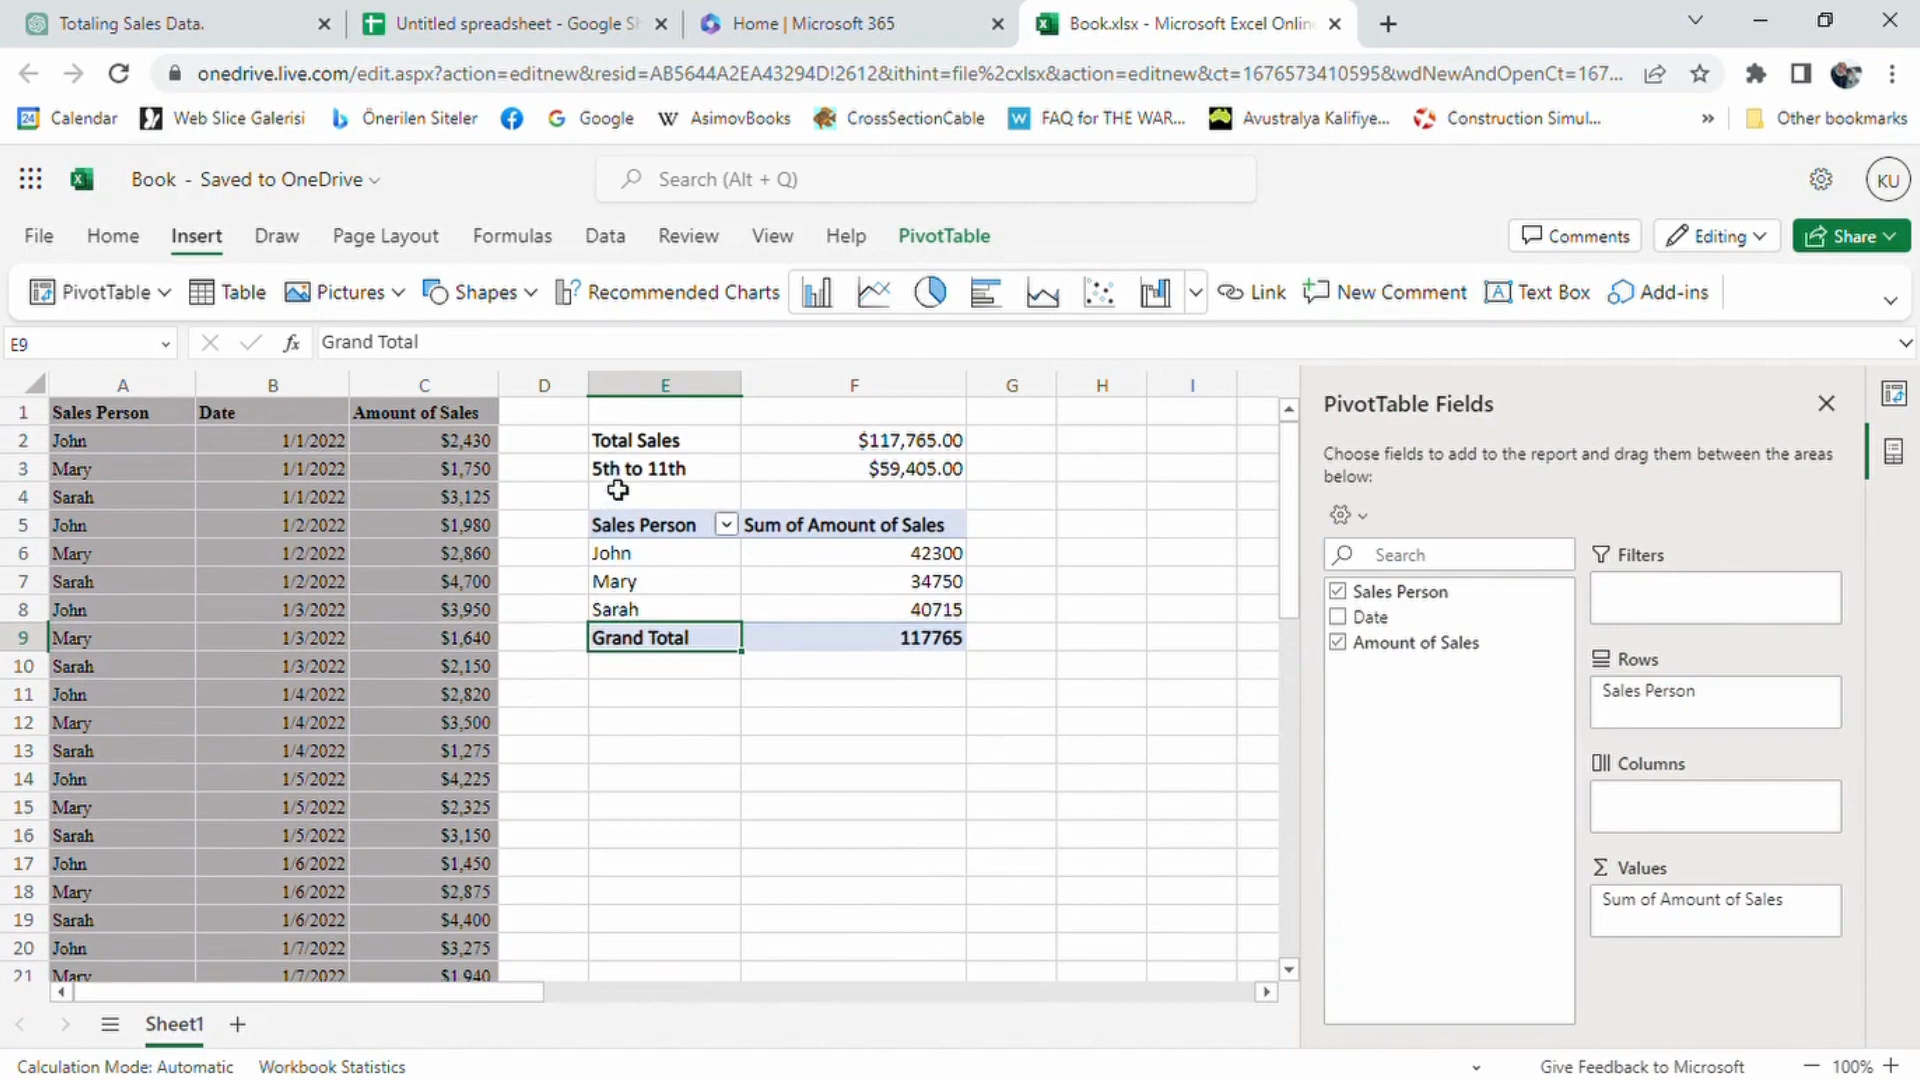 Totaling Sales Data.
Untitled spreadsheet - Google Sh
Home | Microsoft 365
Book.xlsx - Microsoft Excel Onlin
onedrive.live.com/edit.aspx?action=editnew&resid=AB5644A2EA43294D!2612&ithint=file%2cxlsx&action=editnew&ct=1676573410595&wdNewAndOpenCt=167...
24 Calendar Web Slice Galerisi Önerilen Siteler Google W AsimovBooks CrossSectionCable W FAQ for THE WAR... Avustralya Kalifiye... Construction Simul... » Other bookmarks
Book - Saved to OneDrive
Search (Alt + Q)
KU
File Home Insert Draw Page Layout Formulas Data Review View Help PivotTable
Comments Editing Share
PivotTable Table Pictures Shapes Recommended Charts Link New Comment Text Box Add-ins
E9 fx Grand Total
A B C D E F G H I
1 Sales Person Date Amount of Sales
2 John 1/1/2022 $2,430 Total Sales $117,765.00
3 Mary 1/1/2022 $1,750 5th to 11th $59,405.00
4 Sarah 1/1/2022 $3,125
5 John 1/2/2022 $1,980 Sales Person Sum of Amount of Sales
6 Mary 1/2/2022 $2,860 John 42300
7 Sarah 1/2/2022 $4,700 Mary 34750
8 John 1/3/2022 $3,950 Sarah 40715
9 Mary 1/3/2022 $1,640 Grand Total 117765
10 Sarah 1/3/2022 $2,150
11 John 1/4/2022 $2,820
12 Mary 1/4/2022 $3,500
13 Sarah 1/4/2022 $1,275
14 John 1/5/2022 $4,225
15 Mary 1/5/2022 $2,325
16 Sarah 1/5/2022 $3,150
17 John 1/6/2022 $1,450
18 Mary 1/6/2022 $2,875
19 Sarah 1/6/2022 $4,400
20 John 1/7/2022 $3,275
21 Mary 1/7/2022 $1,940
PivotTable Fields
Choose fields to add to the report and drag them between the areas
below:
Search
Sales Person
Date
Amount of Sales
Filters
Rows
Sales Person
Columns
Σ Values
Sum of Amount of Sales
Sheet1
Calculation Mode: Automatic Workbook Statistics
Give Feedback to Microsoft 100%